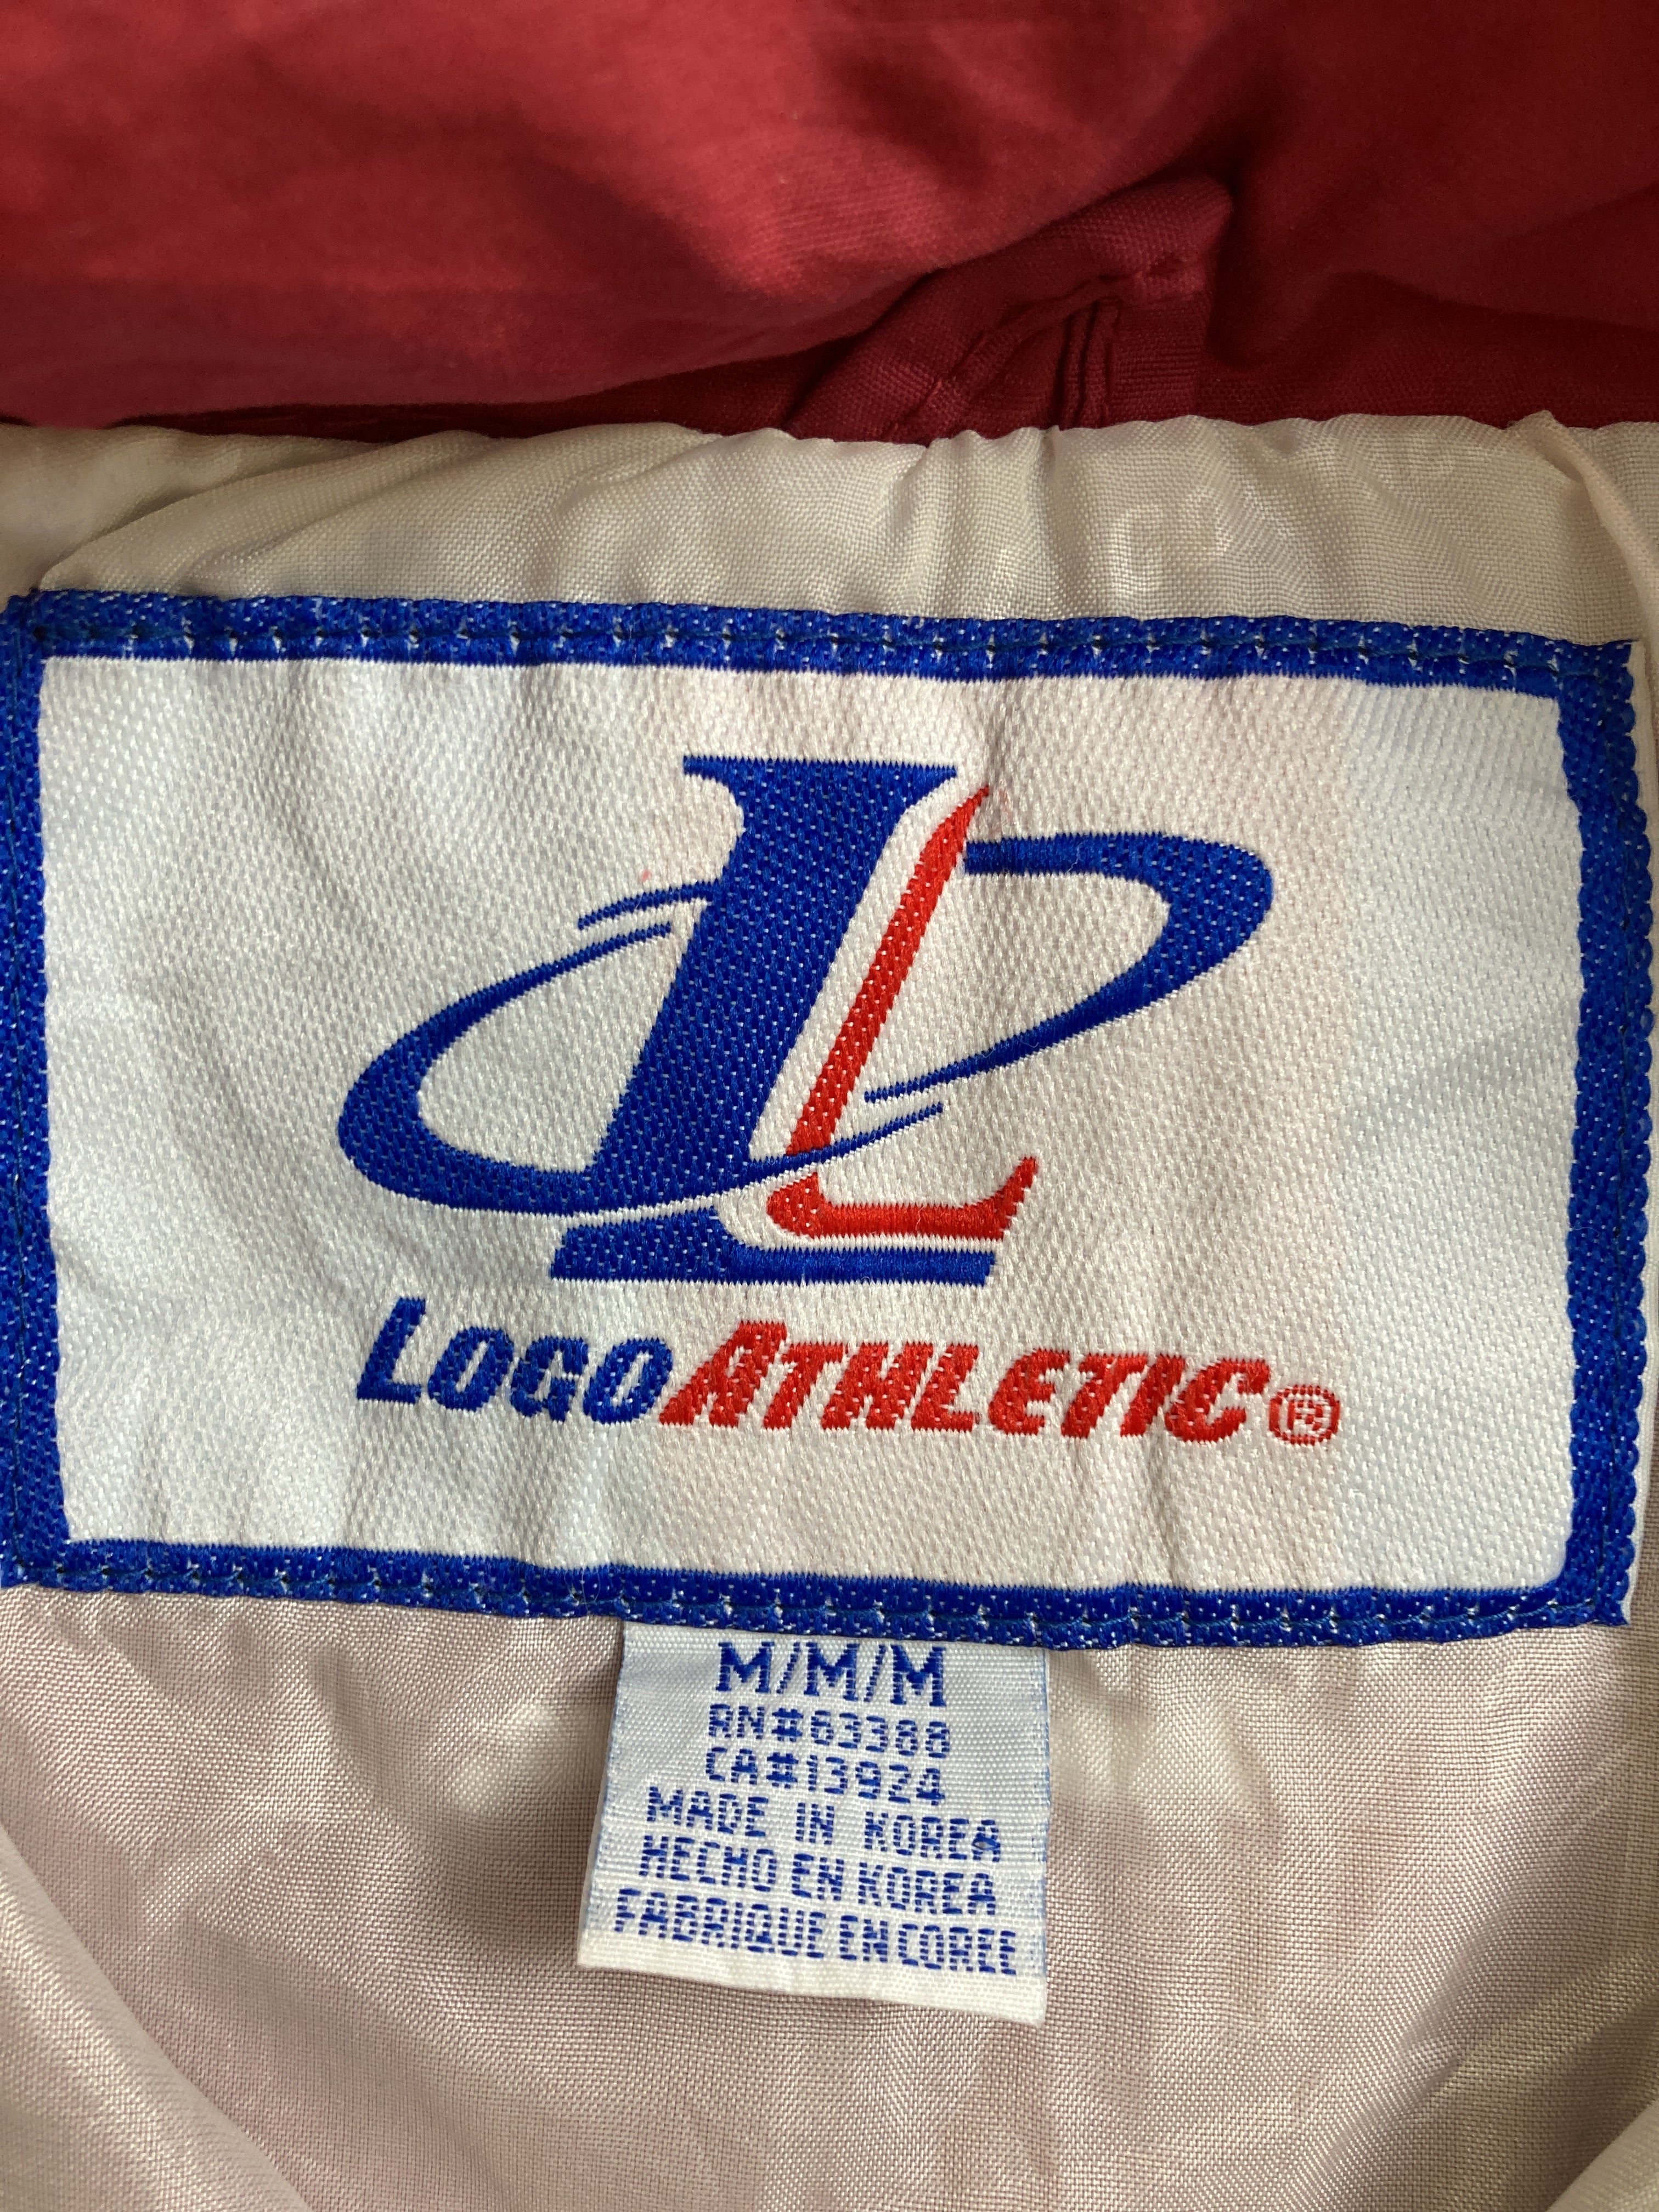 L
LOGOATHLETIC®
M/M/M
RN#63388
CA#13924
MADE IN KOREA
HECHO EN KOREA
FABRIQUE EN COREE